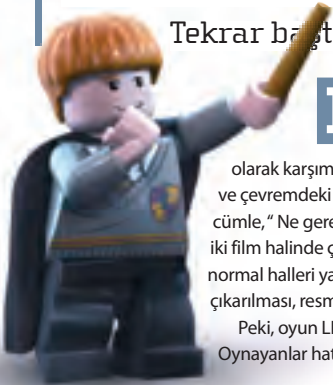 Tekrar başt
olarak karşım
ve çevremdeki
cümle, “ Ne gere
iki film halinde ç
normal halleri ya
çıkarılması, resm
Peki, oyun LE
Oynayanlar hat